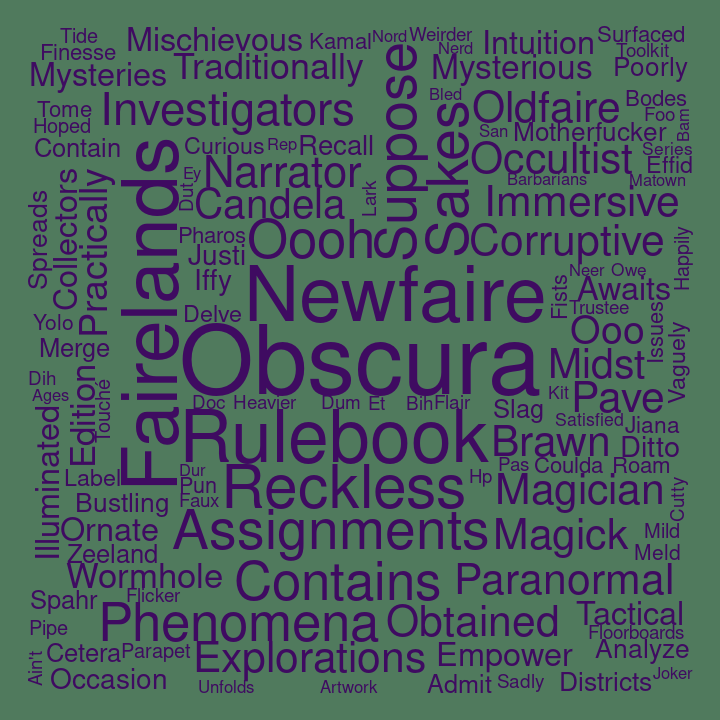 Tide
Mischievous
Kamal
Nord
Weirder
Nerd
Intuition
Surfaced
Finesse
Toolkit
Mysteries
Traditionally
Suppose
Mysterious
Poorly
Tome
Investigators
Bled
Sakes
Oldfaire
Bodes
Hoped
Foo
Bam
San
Motherfucker
Contain
Fairelands
Curious
Rep
Recall
Occultist
Series
Effid
Spreads
Collectors
Practically
Ey
Dut
Narrator
Lark
Barbarians
Matown
Candela
Immersive
Pharos
Oooh
Corruptive
Happily
Justi
Iffy
Newfaire
Fists
Neer
Owe
Awaits
Yolo
Delve
Trustee
Issues
Merge
Obscura
Ooo
Vaguely
Midst
Dih
Ages
Edition
Touché
Pave
Kit
Doc
Heavier
Dum
Et
Bih
Flair
Slag
Satisfied
Jiana
Illuminated
Rulebook
Brawn
Ditto
Label
Dur
Pun
Reckless
Hp
Pas
Coulda
Roam
Bustling
Faux
Magician
Cutty
Ornate
Assignments
Magick
Mild
Zeeland
Meld
Wormhole
Contains
Paranormal
Spahr
Flicker
Phenomena
Obtained
Tactical
Pipe
Floorboards
Ain't
Cetera
Parapet
Explorations
Empower
Analyze
Occasion
Unfolds
Artwork
Admit
Sadly
Districts
Joker